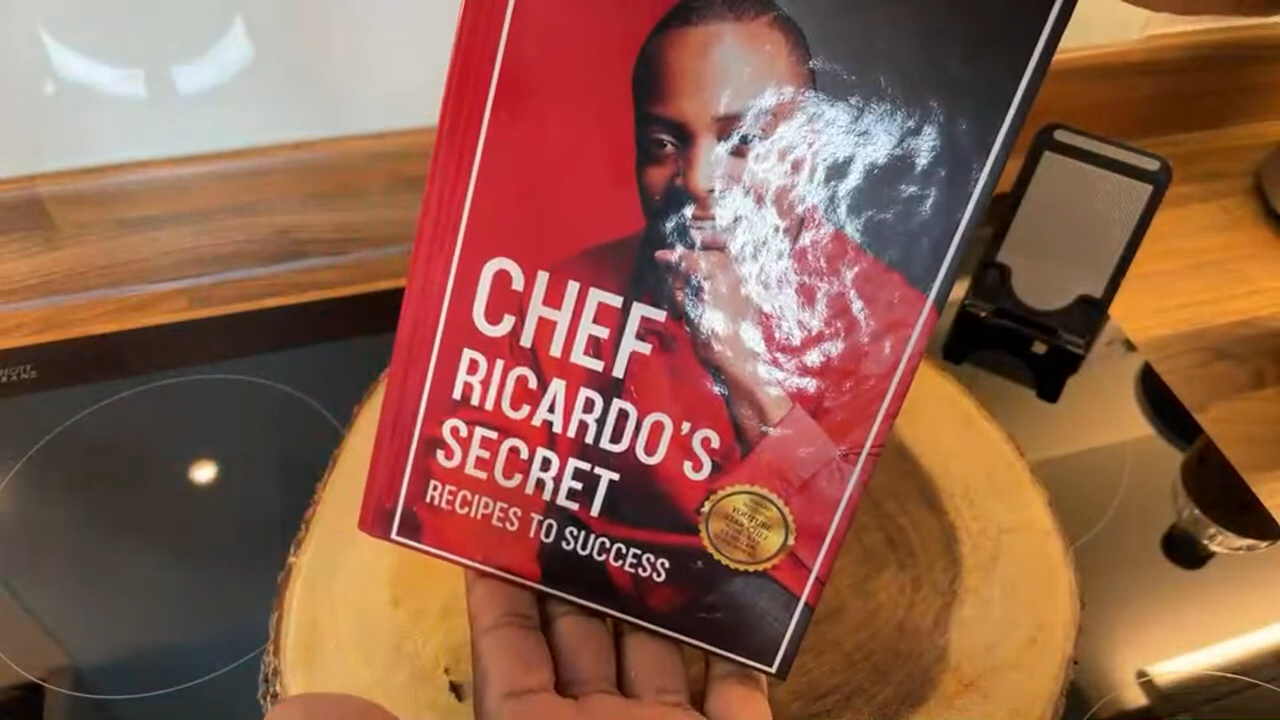 CHEF
RICARDO'S
SECRET
RECIPES TO SUCCESS
YOUTUBE